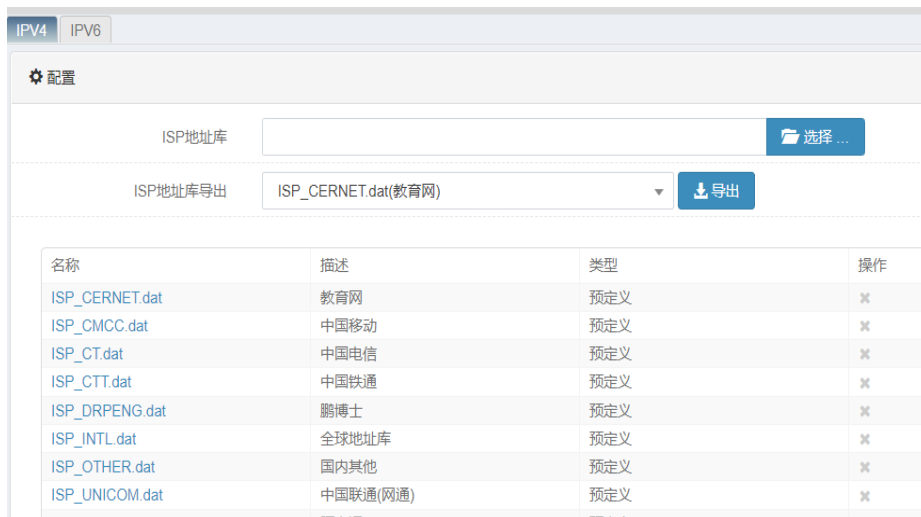 IPV4 IPV6
配置
ISP地址库 选择 ...
ISP地址库导出 ISP_CERNET.dat(教育网) 导出
名称 描述 类型 操作
ISP_CERNET.dat 教育网 预定义
ISP_CMCC.dat 中国移动 预定义
ISP_CT.dat 中国电信 预定义
ISP_CTT.dat 中国铁通 预定义
ISP_DRPENG.dat 鹏博士 预定义
ISP_INTL.dat 全球地址库 预定义
ISP_OTHER.dat 国内其他 预定义
ISP_UNICOM.dat 中国联通(网通) 预定义